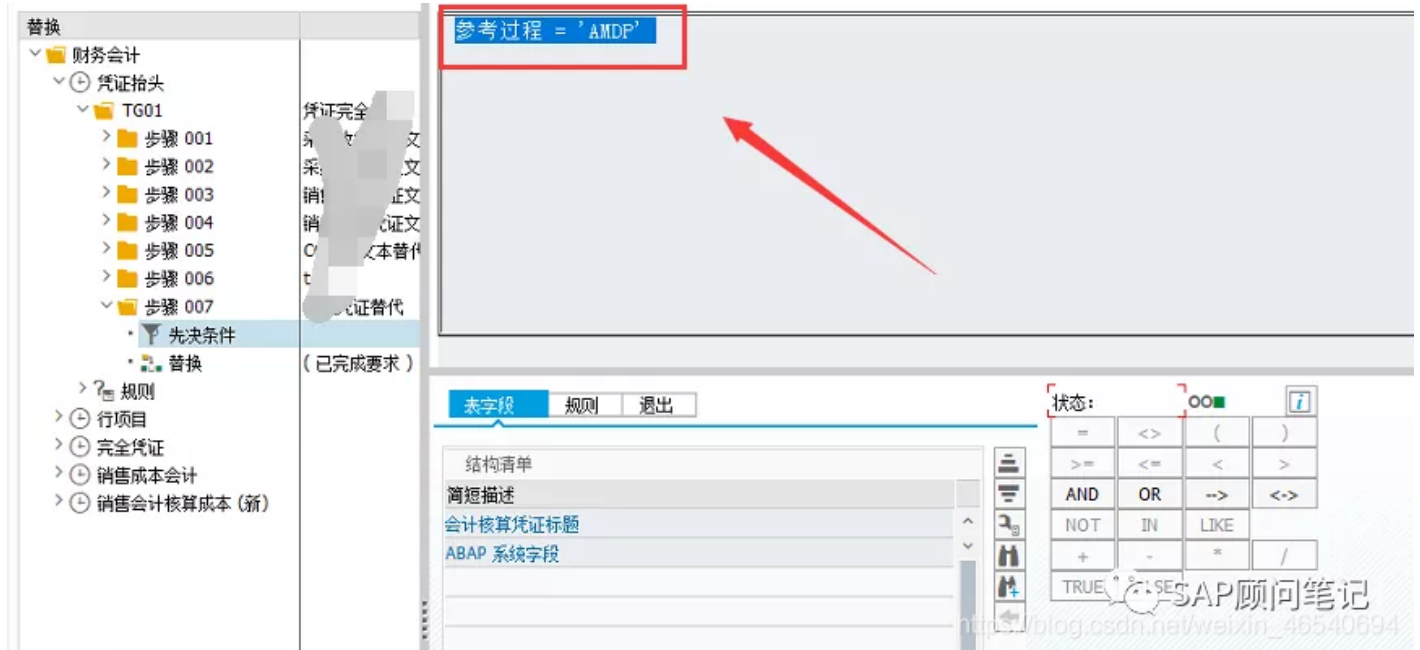 替换
财务会计
凭证抬头
TG01 凭证完全
步骤 001
步骤 002
步骤 003
步骤 004
步骤 005
步骤 006
步骤 007 凭证替代
先决条件
替换 (已完成要求)
规则
行项目
完全凭证
销售成本会计
销售会计核算成本 (新)
参考过程 = 'AMDP'
表字段 规则 退出
结构清单
简短描述
会计核算凭证标题
ABAP 系统字段
状态:
= <> ( )
>= <= < >
AND OR --> <->
NOT IN LIKE
+ - * /
TRUE
SAP顾问笔记
https://blog.csdn.net/weixin_46540694